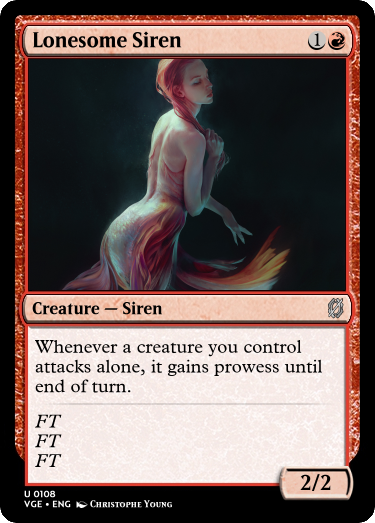 Lonesome Siren 1
Creature — Siren
Whenever a creature you control
attacks alone, it gains prowess until
end of turn.
FT
FT
FT
2/2
U 0108
VGE • ENG Christophe Young